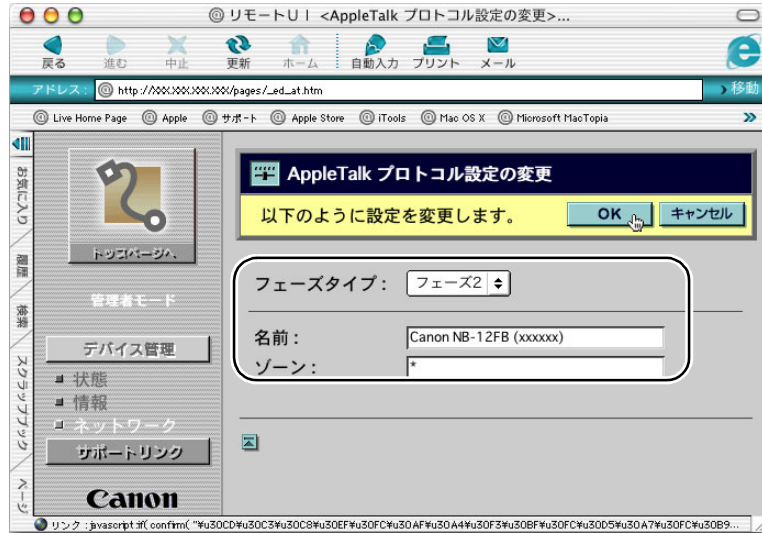 リモートUI <AppleTalk プロトコル設定の変更>...
戻る 進む 中止 更新 ホーム 自動入力 プリント メール
アドレス: http://XXX.XXX.XXX.XXX/pages/_ed_at.htm 移動
Live Home Page Apple サポート Apple Store iTools Mac OS X Microsoft MacTopia
お気に入り
履歴
検索
スクラップブック
ページ
トップページへ
管理者モード
デバイス管理
状態
情報
ネットワーク
サポートリンク
Canon
AppleTalk プロトコル設定の変更
以下のように設定を変更します。 OK キャンセル
フェーズタイプ: フェーズ2
名前: Canon NB-12FB (xxxxxx)
ゾーン: *
リンク:javascript:if( confirm( "¥u30CD¥u30C3¥u30C8¥u30EF¥u30FC¥u30AF¥u30A4¥u30F3¥u30BF¥u30FC¥u30D5¥u30A7¥u30FC¥u30B9...